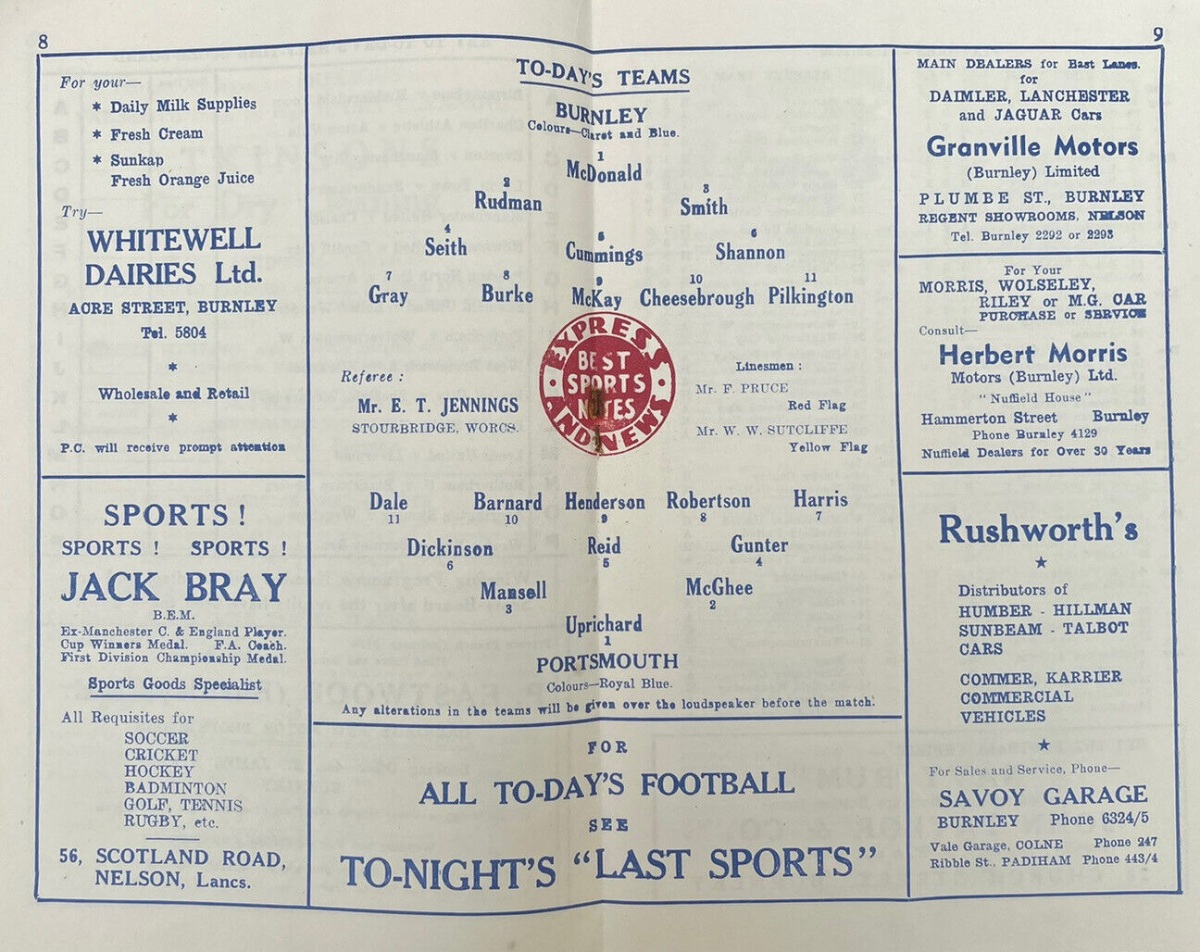 8
9
For your—
* Daily Milk Supplies
* Fresh Cream
* Sunkap
Fresh Orange Juice
Try—
WHITEWELL
DAIRIES Ltd.
ACRE STREET, BURNLEY
Tel. 5804
*
Wholesale and Retail
*
P.C. will receive prompt attention
SPORTS !
SPORTS ! SPORTS !
JACK BRAY
B.E.M.
Ex-Manchester C. & England Player.
Cup Winners Medal. F.A. Coach.
First Division Championship Medal.
Sports Goods Specialist
All Requisites for
SOCCER
CRICKET
HOCKEY
BADMINTON
GOLF, TENNIS
RUGBY, etc.
56, SCOTLAND ROAD,
NELSON, Lancs.
TO-DAY'S TEAMS
BURNLEY
Colours—Claret and Blue.
1
McDonald
2 3
Rudman Smith
4 5 6
Seith Cummings Shannon
7 8 9 10 11
Gray Burke McKay Cheesebrough Pilkington
EXPRESS
BEST
SPORTS
NOTES
AND NEWS
Referee :
Mr. E. T. JENNINGS
STOURBRIDGE, WORCS.
Linesmen :
Mr. F. PRUCE
Red Flag
Mr. W. W. SUTCLIFFE
Yellow Flag
Dale Barnard Henderson Robertson Harris
11 10 9 8 7
Dickinson Reid Gunter
6 5 4
Mansell McGhee
3 2
Uprichard
1
PORTSMOUTH
Colours—Royal Blue.
Any alterations in the teams will be given over the loudspeaker before the match.
FOR
ALL TO-DAY'S FOOTBALL
SEE
TO-NIGHT'S "LAST SPORTS"
MAIN DEALERS for East Lancs.
for
DAIMLER, LANCHESTER
and JAGUAR Cars
Granville Motors
(Burnley) Limited
PLUMBE ST., BURNLEY
REGENT SHOWROOMS, NELSON
Tel. Burnley 2292 or 2293
For Your
MORRIS, WOLSELEY,
RILEY or M.G. CAR
PURCHASE or SERVICE
Consult—
Herbert Morris
Motors (Burnley) Ltd.
" Nuffield House "
Hammerton Street Burnley
Phone Burnley 4129
Nuffield Dealers for Over 30 Years
Rushworth's
★
Distributors of
HUMBER - HILLMAN
SUNBEAM - TALBOT
CARS
COMMER, KARRIER
COMMERCIAL
VEHICLES
★
For Sales and Service, Phone—
SAVOY GARAGE
BURNLEY Phone 6324/5
Vale Garage, COLNE Phone 247
Ribble St., PADIHAM Phone 443/4